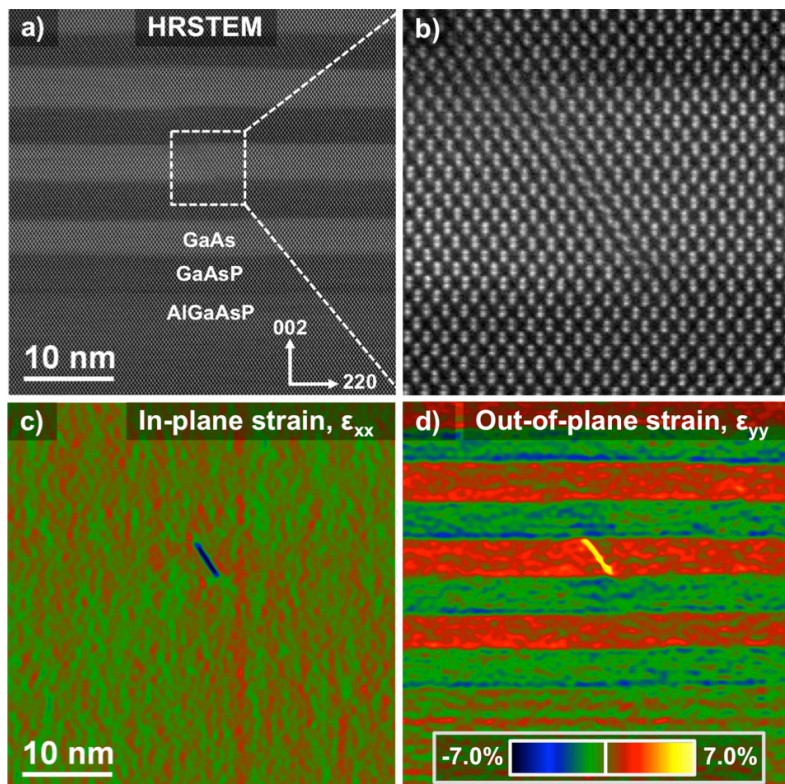 a) HRSTEM
GaAs
GaAsP
AlGaAsP
002
220
10 nm
b)
c) In-plane strain, εxx
10 nm
d) Out-of-plane strain, εyy
-7.0% 7.0%